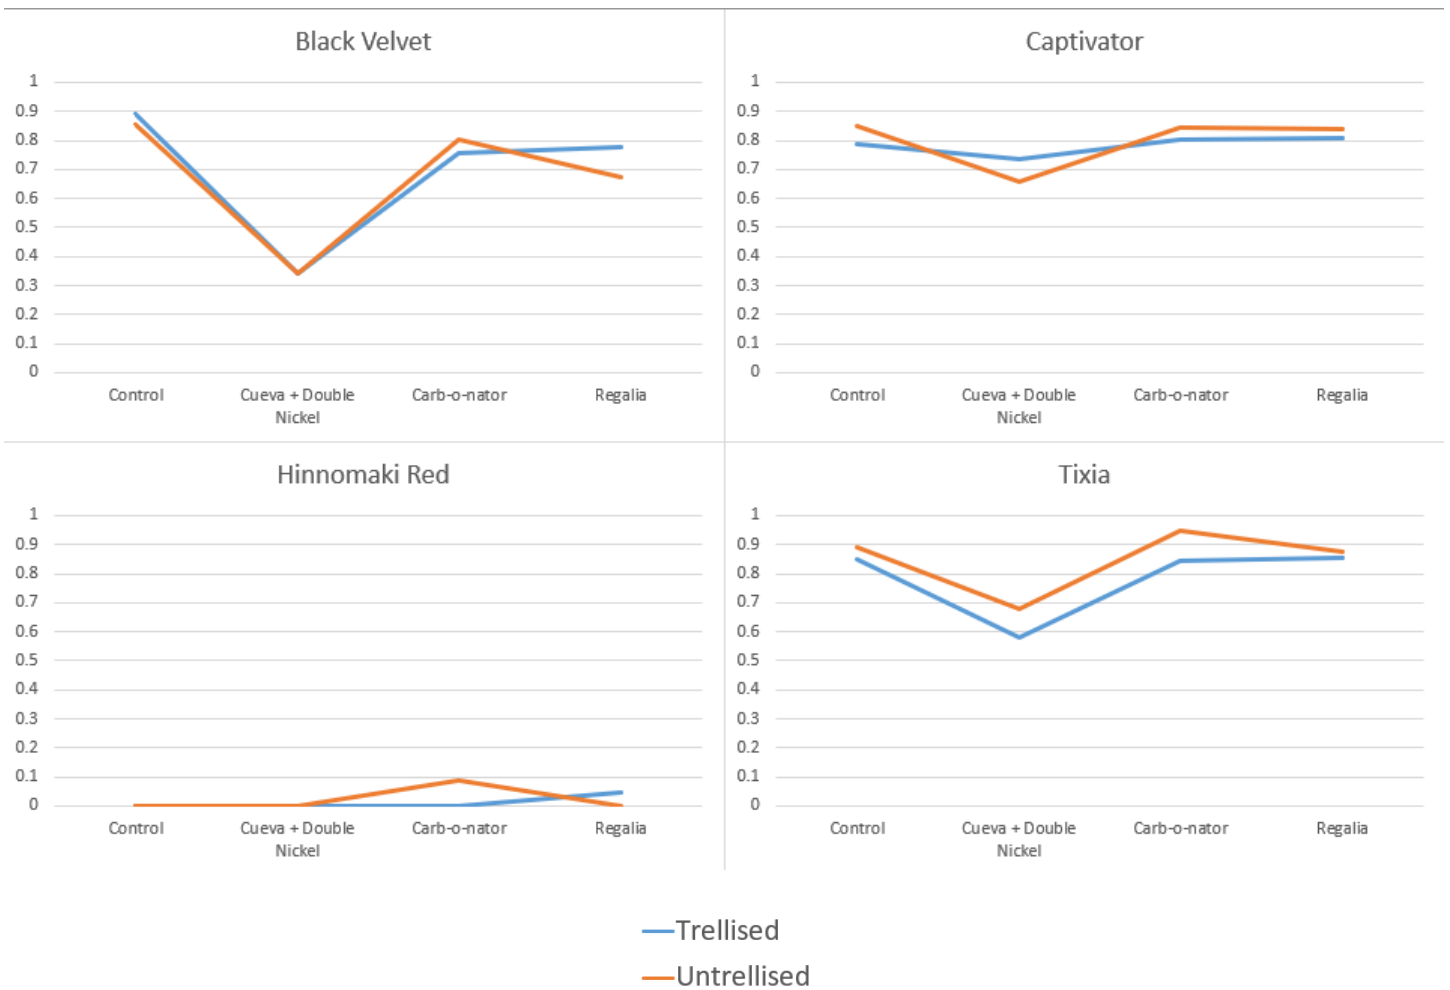 Black Velvet
1
0.9
0.8
0.7
0.6
0.5
0.4
0.3
0.2
0.1
0
Control
Cueva + Double
Nickel
Carb-o-nator
Regalia
Captivator
1
0.9
0.8
0.7
0.6
0.5
0.4
0.3
0.2
0.1
0
Control
Cueva + Double
Nickel
Carb-o-nator
Regalia
Hinnomaki Red
1
0.9
0.8
0.7
0.6
0.5
0.4
0.3
0.2
0.1
0
Control
Cueva + Double
Nickel
Carb-o-nator
Regalia
Tixia
1
0.9
0.8
0.7
0.6
0.5
0.4
0.3
0.2
0.1
0
Control
Cueva + Double
Nickel
Carb-o-nator
Regalia
Trellised
Untrellised